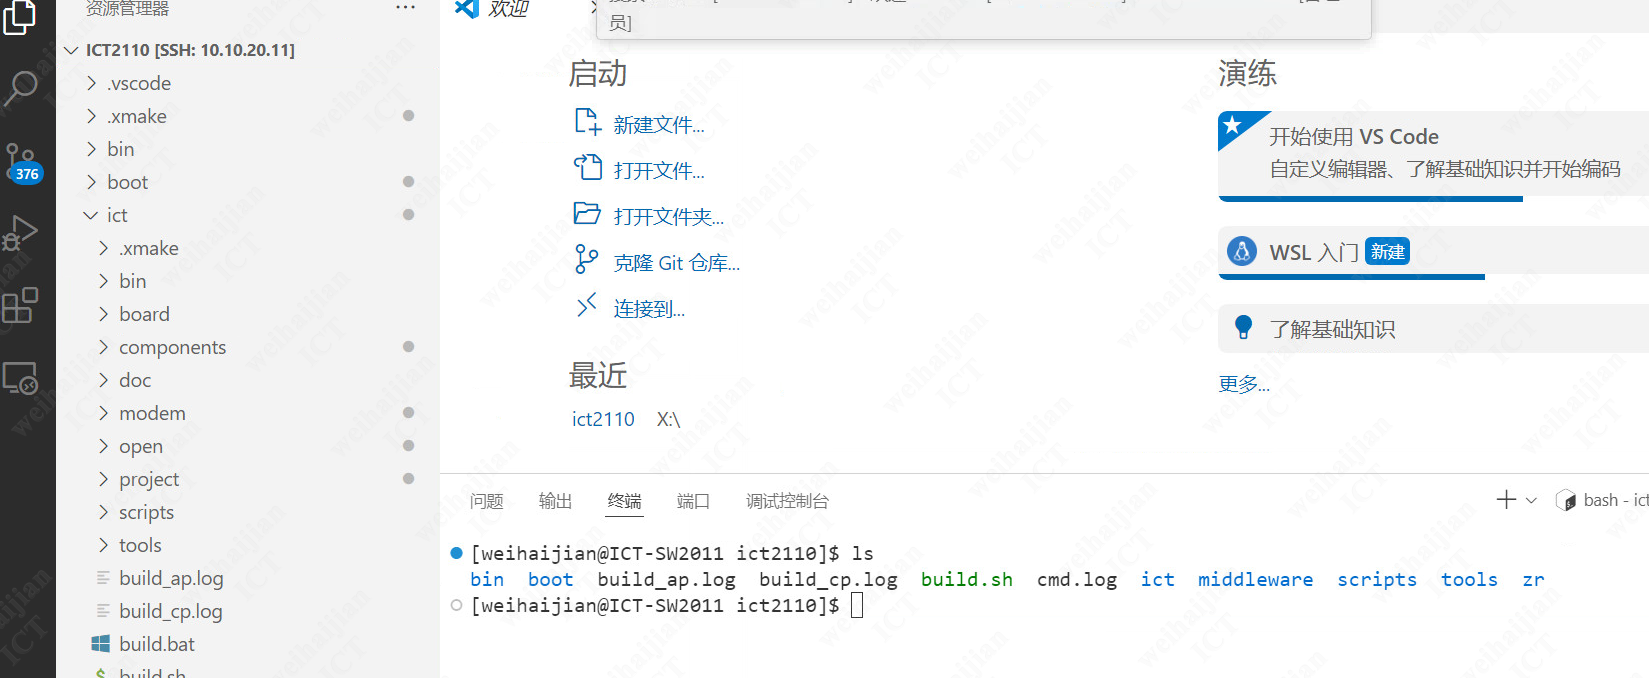 资源管理器
ICT2110 [SSH: 10.10.20.11]
.vscode
.xmake
bin
boot
ict
.xmake
bin
board
components
doc
modem
open
project
scripts
tools
build_ap.log
build_cp.log
build.bat
build.sh
376
欢迎
员]
启动
新建文件...
打开文件...
打开文件夹...
克隆 Git 仓库...
连接到...
最近
ict2110 X:\
演练
开始使用 VS Code
自定义编辑器、了解基础知识并开始编码
WSL 入门 新建
了解基础知识
更多...
问题 输出 终端 端口 调试控制台
bash - ict
[weihaijian@ICT-SW2011 ict2110]$ ls
bin boot build_ap.log build_cp.log build.sh cmd.log ict middleware scripts tools zr
[weihaijian@ICT-SW2011 ict2110]$
weihaijian
ICT